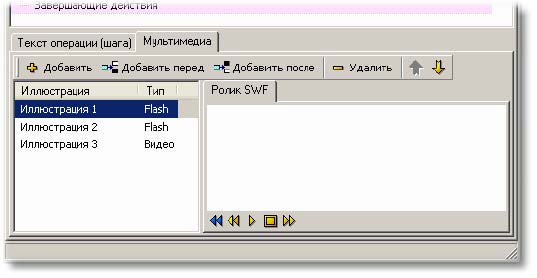 Завершающие действия
Текст операции (шага) Мультимедиа
Добавить Добавить перед Добавить после Удалить
Иллюстрация Тип Ролик SWF
Иллюстрация 1 Flash
Иллюстрация 2 Flash
Иллюстрация 3 Видео